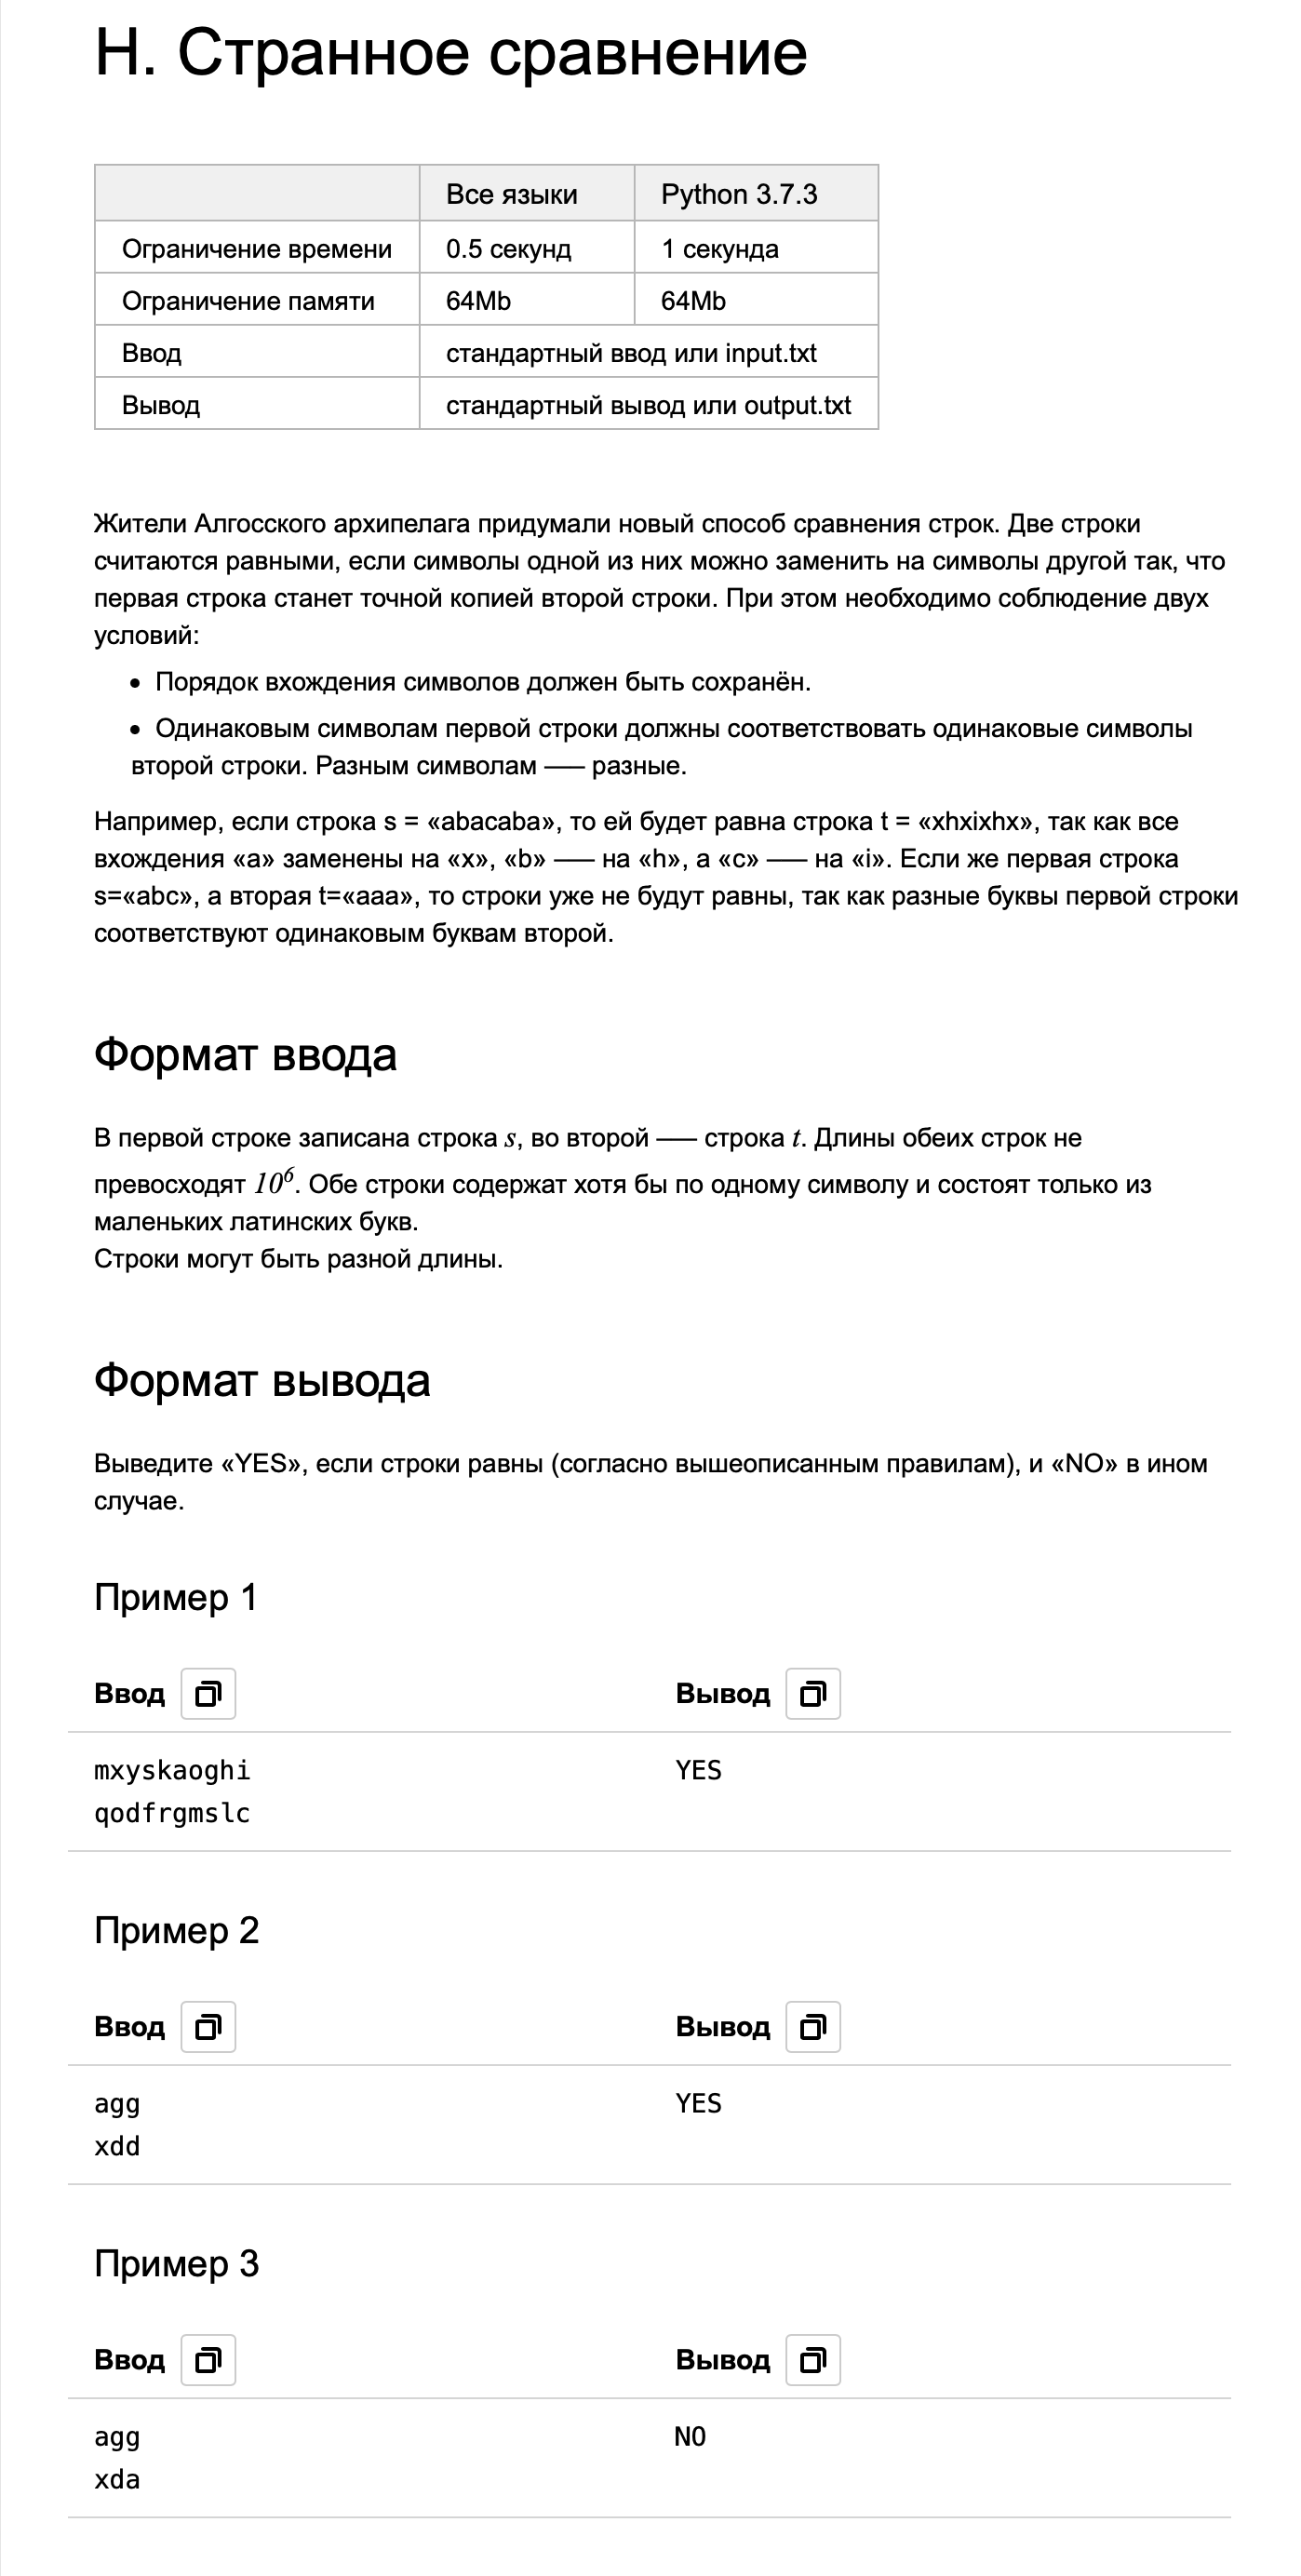 H. Странное сравнение
Все языки Python 3.7.3
Ограничение времени 0.5 секунд 1 секунда
Ограничение памяти 64Mb 64Mb
Ввод стандартный ввод или input.txt
Вывод стандартный вывод или output.txt
Жители Алгосского архипелага придумали новый способ сравнения строк. Две строки
считаются равными, если символы одной из них можно заменить на символы другой так, что
первая строка станет точной копией второй строки. При этом необходимо соблюдение двух
условий:
• Порядок вхождения символов должен быть сохранён.
• Одинаковым символам первой строки должны соответствовать одинаковые символы
второй строки. Разным символам —– разные.
Например, если строка s = «abacaba», то ей будет равна строка t = «xhxixhx», так как все
вхождения «a» заменены на «x», «b» —– на «h», а «c» —– на «i». Если же первая строка
s=«abc», а вторая t=«aaa», то строки уже не будут равны, так как разные буквы первой строки
соответствуют одинаковым буквам второй.
Формат ввода
В первой строке записана строка s, во второй —– строка t. Длины обеих строк не
превосходят 10⁶. Обе строки содержат хотя бы по одному символу и состоят только из
маленьких латинских букв.
Строки могут быть разной длины.
Формат вывода
Выведите «YES», если строки равны (согласно вышеописанным правилам), и «NO» в ином
случае.
Пример 1
Ввод Вывод
mxyskaoghi YES
qodfrgmslc
Пример 2
Ввод Вывод
agg YES
xdd
Пример 3
Ввод Вывод
agg NO
xda